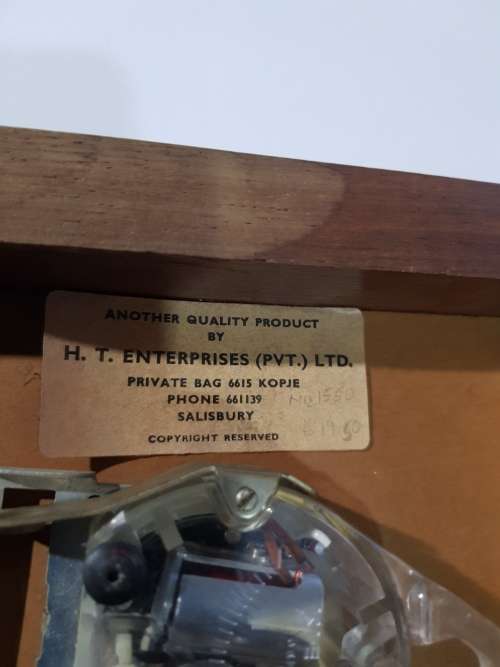 ANOTHER QUALITY PRODUCT
BY
H. T. ENTERPRISES (PVT.) LTD.
PRIVATE BAG 6615 KOPJE
PHONE 661139
SALISBURY
COPYRIGHT RESERVED